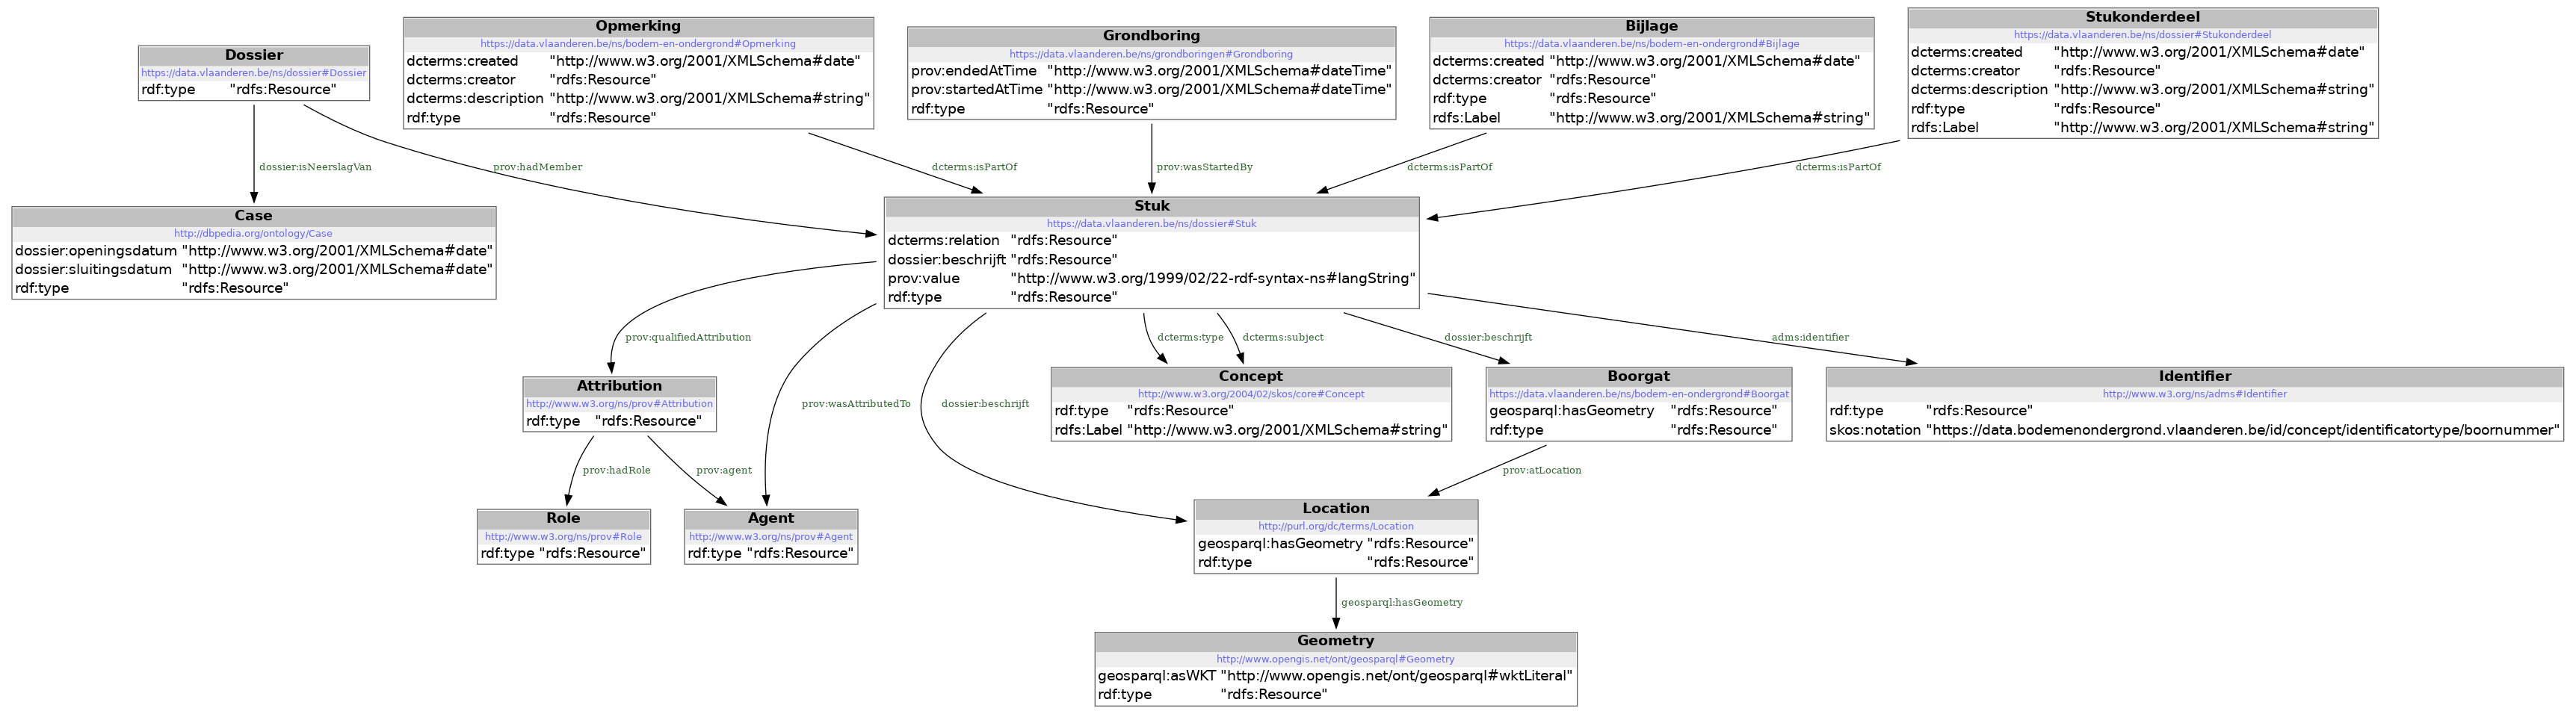 Dossier
https://data.vlaanderen.be/ns/dossier#Dossier
rdf:type "rdfs:Resource"
Opmerking
https://data.vlaanderen.be/ns/bodem-en-ondergrond#Opmerking
dcterms:created "http://www.w3.org/2001/XMLSchema#date"
dcterms:creator "rdfs:Resource"
dcterms:description "http://www.w3.org/2001/XMLSchema#string"
rdf:type "rdfs:Resource"
Grondboring
https://data.vlaanderen.be/ns/grondboringen#Grondboring
prov:endedAtTime "http://www.w3.org/2001/XMLSchema#dateTime"
prov:startedAtTime "http://www.w3.org/2001/XMLSchema#dateTime"
rdf:type "rdfs:Resource"
Bijlage
https://data.vlaanderen.be/ns/bodem-en-ondergrond#Bijlage
dcterms:created "http://www.w3.org/2001/XMLSchema#date"
dcterms:creator "rdfs:Resource"
rdf:type "rdfs:Resource"
rdfs:Label "http://www.w3.org/2001/XMLSchema#string"
Stukonderdeel
https://data.vlaanderen.be/ns/dossier#Stukonderdeel
dcterms:created "http://www.w3.org/2001/XMLSchema#date"
dcterms:creator "rdfs:Resource"
dcterms:description "http://www.w3.org/2001/XMLSchema#string"
rdf:type "rdfs:Resource"
rdfs:Label "http://www.w3.org/2001/XMLSchema#string"
dossier:isNeerslagVan
prov:hadMember
dcterms:isPartOf
prov:wasStartedBy
dcterms:isPartOf
dcterms:isPartOf
Case
http://dbpedia.org/ontology/Case
dossier:openingsdatum "http://www.w3.org/2001/XMLSchema#date"
dossier:sluitingsdatum "http://www.w3.org/2001/XMLSchema#date"
rdf:type "rdfs:Resource"
Stuk
https://data.vlaanderen.be/ns/dossier#Stuk
dcterms:relation "rdfs:Resource"
dossier:beschrijft "rdfs:Resource"
prov:value "http://www.w3.org/1999/02/22-rdf-syntax-ns#langString"
rdf:type "rdfs:Resource"
prov:qualifiedAttribution
dcterms:type
dcterms:subject
dossier:beschrijft
adms:identifier
Attribution
http://www.w3.org/ns/prov#Attribution
rdf:type "rdfs:Resource"
prov:wasAttributedTo
dossier:beschrijft
Concept
http://www.w3.org/2004/02/skos/core#Concept
rdf:type "rdfs:Resource"
rdfs:Label "http://www.w3.org/2001/XMLSchema#string"
Boorgat
https://data.vlaanderen.be/ns/bodem-en-ondergrond#Boorgat
geosparql:hasGeometry "rdfs:Resource"
rdf:type "rdfs:Resource"
Identifier
http://www.w3.org/ns/adms#Identifier
rdf:type "rdfs:Resource"
skos:notation "https://data.bodemenondergrond.vlaanderen.be/id/concept/identificatortype/boornummer"
prov:hadRole
prov:agent
prov:atLocation
Role
http://www.w3.org/ns/prov#Role
rdf:type "rdfs:Resource"
Agent
http://www.w3.org/ns/prov#Agent
rdf:type "rdfs:Resource"
Location
http://purl.org/dc/terms/Location
geosparql:hasGeometry "rdfs:Resource"
rdf:type "rdfs:Resource"
geosparql:hasGeometry
Geometry
http://www.opengis.net/ont/geosparql#Geometry
geosparql:asWKT "http://www.opengis.net/ont/geosparql#wktLiteral"
rdf:type "rdfs:Resource"